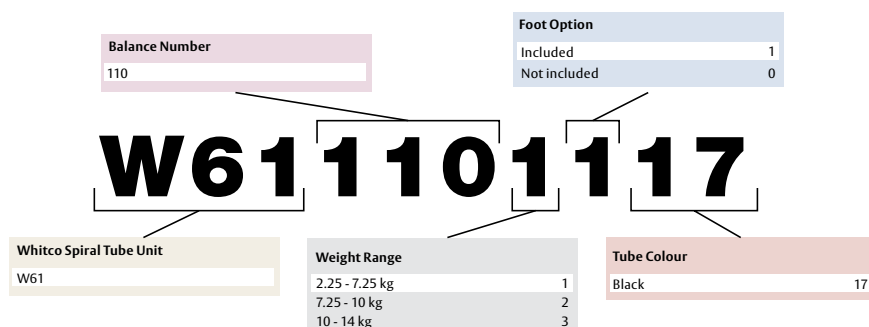 Foot Option
Included 1
Not included 0
Balance Number
110
W611101117
Whitco Spiral Tube Unit
W61
Weight Range
2.25 - 7.25 kg 1
7.25 - 10 kg 2
10 - 14 kg 3
Tube Colour
Black 17